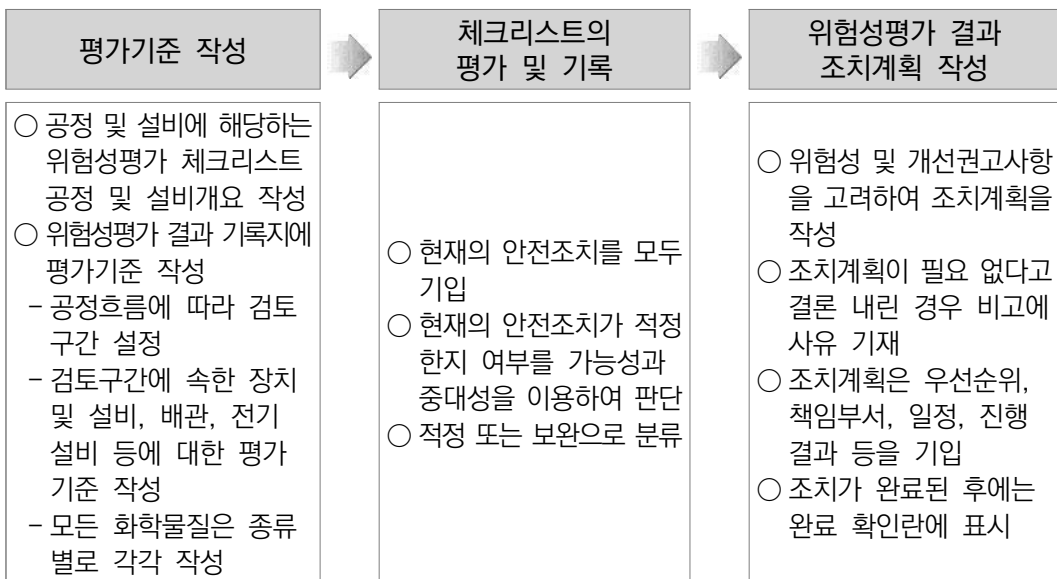 평가기준 작성
○ 공정 및 설비에 해당하는
위험성평가 체크리스트
공정 및 설비개요 작성
○ 위험성평가 결과 기록지에
평가기준 작성
- 공정흐름에 따라 검토
구간 설정
- 검토구간에 속한 장치
및 설비, 배관, 전기
설비 등에 대한 평가
기준 작성
- 모든 화학물질은 종류
별로 각각 작성
체크리스트의
평가 및 기록
○ 현재의 안전조치를 모두
기입
○ 현재의 안전조치가 적정
한지 여부를 가능성과
중대성을 이용하여 판단
○ 적정 또는 보완으로 분류
위험성평가 결과
조치계획 작성
○ 위험성 및 개선권고사항
을 고려하여 조치계획을
작성
○ 조치계획이 필요 없다고
결론 내린 경우 비고에
사유 기재
○ 조치계획은 우선순위,
책임부서, 일정, 진행
결과 등을 기입
○ 조치가 완료된 후에는
완료 확인란에 표시